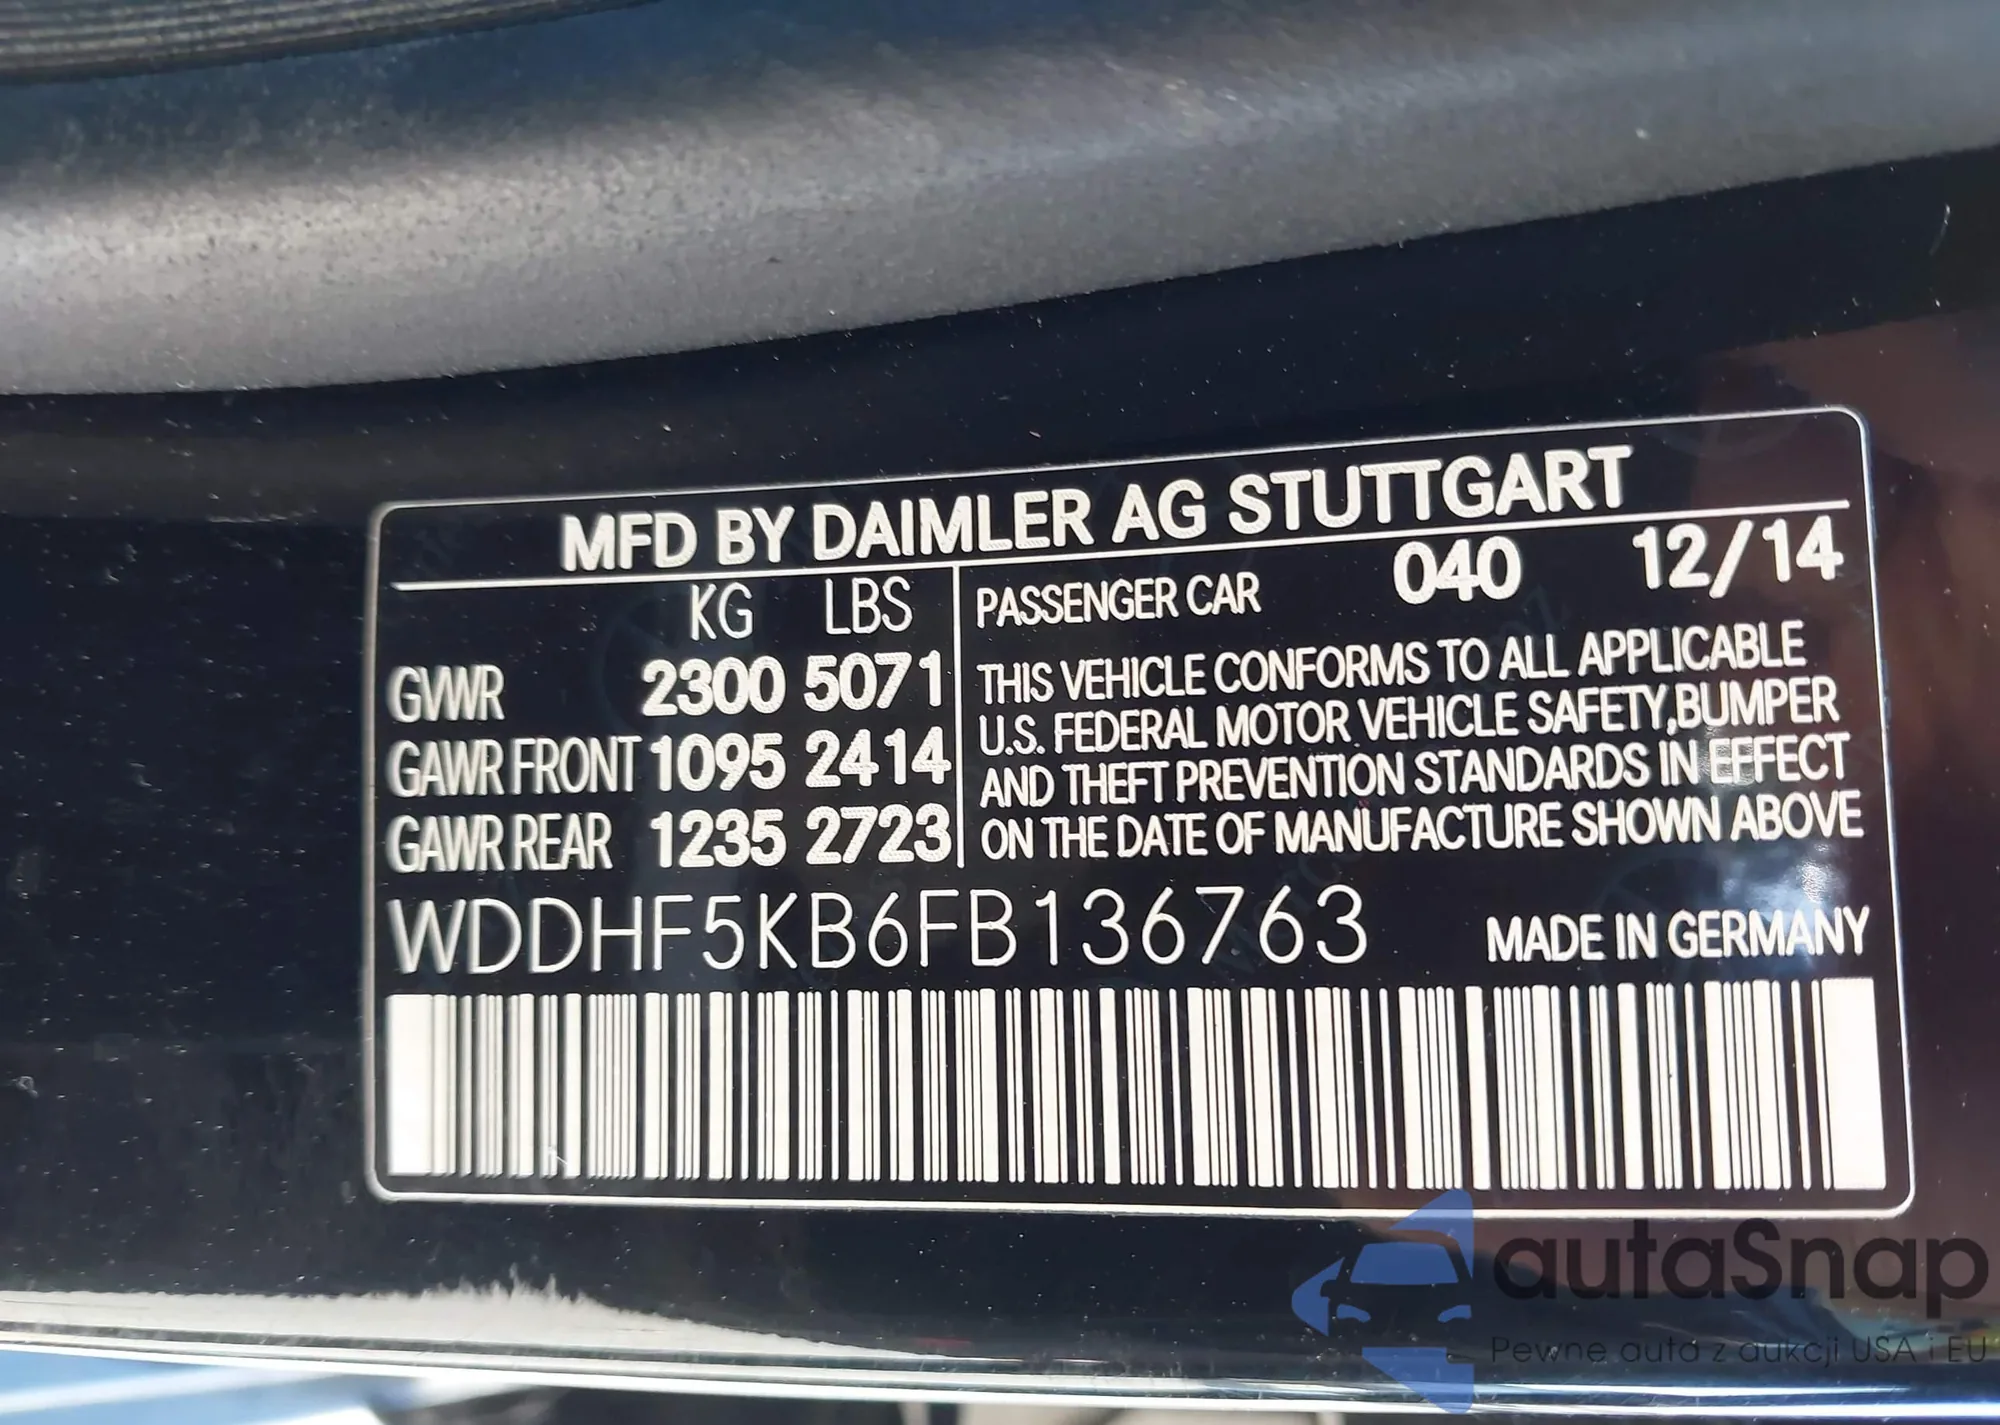 MFD BY DAIMLER AG STUTTGART
KG LBS
GVWR 2300 5071
GAWR FRONT 1095 2414
GAWR REAR 1235 2723
PASSENGER CAR 040 12/14
THIS VEHICLE CONFORMS TO ALL APPLICABLE
U.S. FEDERAL MOTOR VEHICLE SAFETY,BUMPER
AND THEFT PREVENTION STANDARDS IN EFFECT
ON THE DATE OF MANUFACTURE SHOWN ABOVE
WDDHF5KB6FB136763
MADE IN GERMANY
autaSnap
Pewne auta z aukcji USA i EU